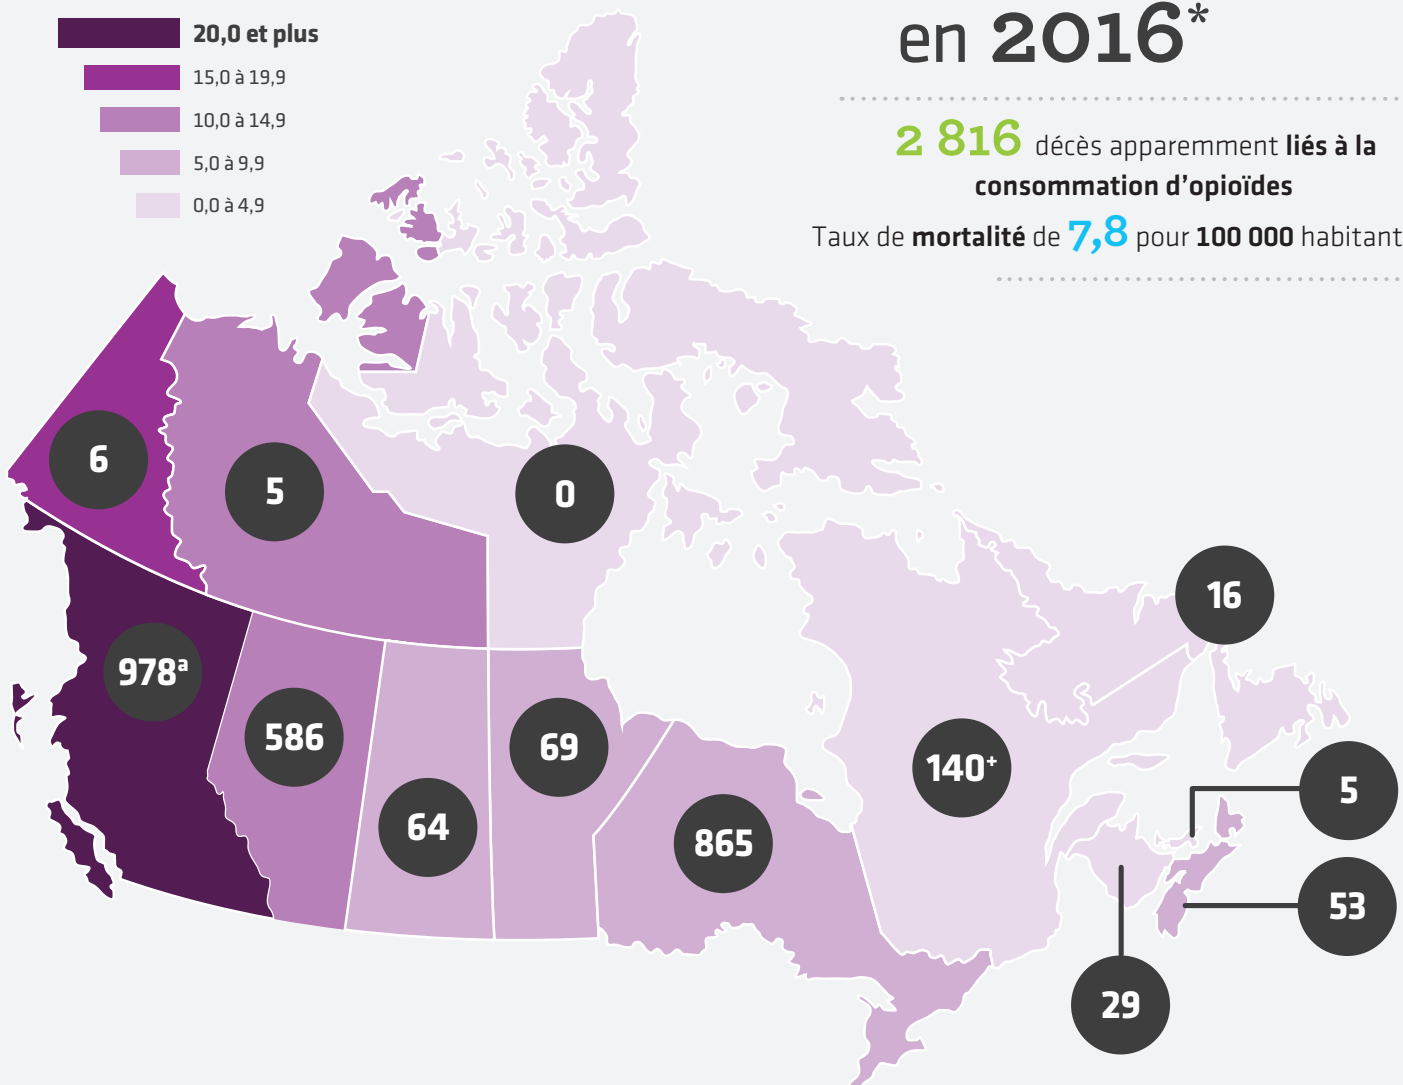 20,0 et plus
15,0 à 19,9
10,0 à 14,9
5,0 à 9,9
0,0 à 4,9
en 2016*
2 816 décès apparemment liés à la
consommation d’opioïdes
Taux de mortalité de 7,8 pour 100 000 habitant
6
5
0
16
978ª
586
69
140⁺
5
64
865
53
29